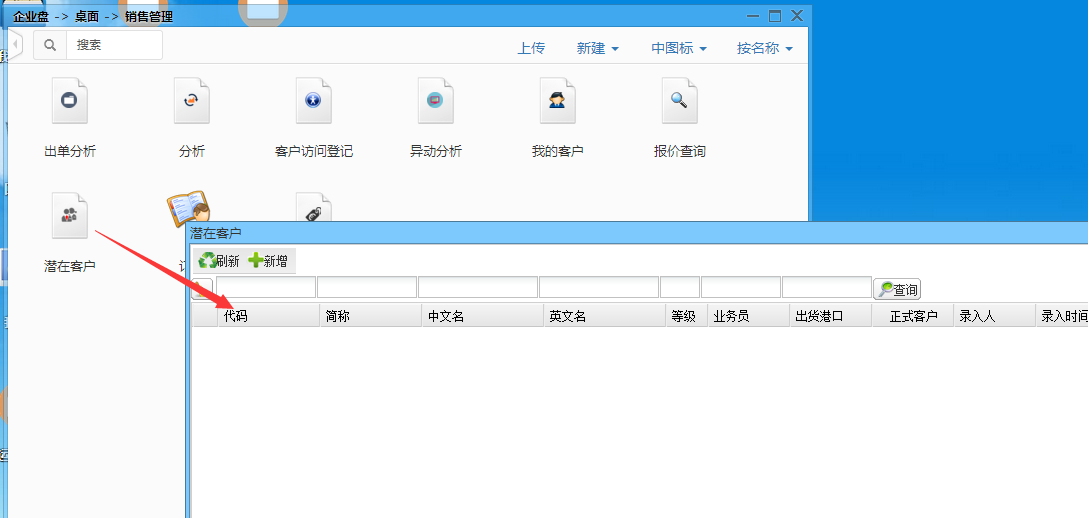 企业盘 -> 桌面 -> 销售管理
搜索
上传 新建 中图标 按名称
出单分析 分析 客户访问登记 异动分析 我的客户 报价查询
潜在客户
潜在客户
刷新 新增
查询
代码 简称 中文名 英文名 等级 业务员 出货港口 正式客户 录入人 录入时间